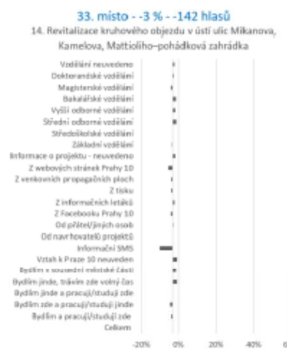 33. místo - -3 % - -142 hlasů
14. Revitalizace kruhového objezdu v ústí ulic Mikanova,
Kamelova, Mattioliho–pohádková zahrádka
Vzdělání neuvedeno
Doktorandské vzdělání
Magisterské vzdělání
Bakalářské vzdělání
Vyšší odborné vzdělání
Střední odborné vzdělání
Středoškolské vzdělání
Základní vzdělání
Informace o projektu - neuvedeno
Z webových stránek Prahy 10
Z venkovních propagačních ploch
Z tisku
Z informačních letáků
Z Facebooku Prahy 10
Od přátel/jiných osob
Od navrhovatelů projektů
Informační SMS
Vztah k Praze 10 neuveden
Bydlím v sousední městské části
Bydlím jinde, trávím zde volný čas
Bydlím jinde a pracuji/studuji zde
Bydlím zde a pracuji/studuji jinde
Bydlím a pracuji/studuji zde
Celkem
-20% 0% 20% 40%